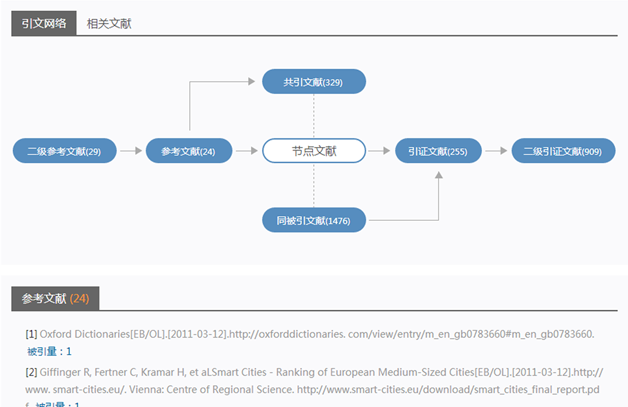 引文网络 相关文献
共引文献(329)
二级参考文献(29) 参考文献(24) 节点文献 引证文献(255) 二级引证文献(909)
同被引文献(1476)
参考文献 (24)
[1] Oxford Dictionaries[EB/OL].[2011-03-12].http://oxforddictionaries. com/view/entry/m_en_gb0783660#m_en_gb0783660.
被引量：1
[2] Giffinger R, Fertner C, Kramar H, et aLSmart Cities - Ranking of European Medium-Sized Cities[EB/OL].[2011-03-12].http://
www. smart-cities.eu/. Vienna: Centre of Regional Science. http://www.smart-cities.eu/download/smart_cities_final_report.pd
f. 被引量：1